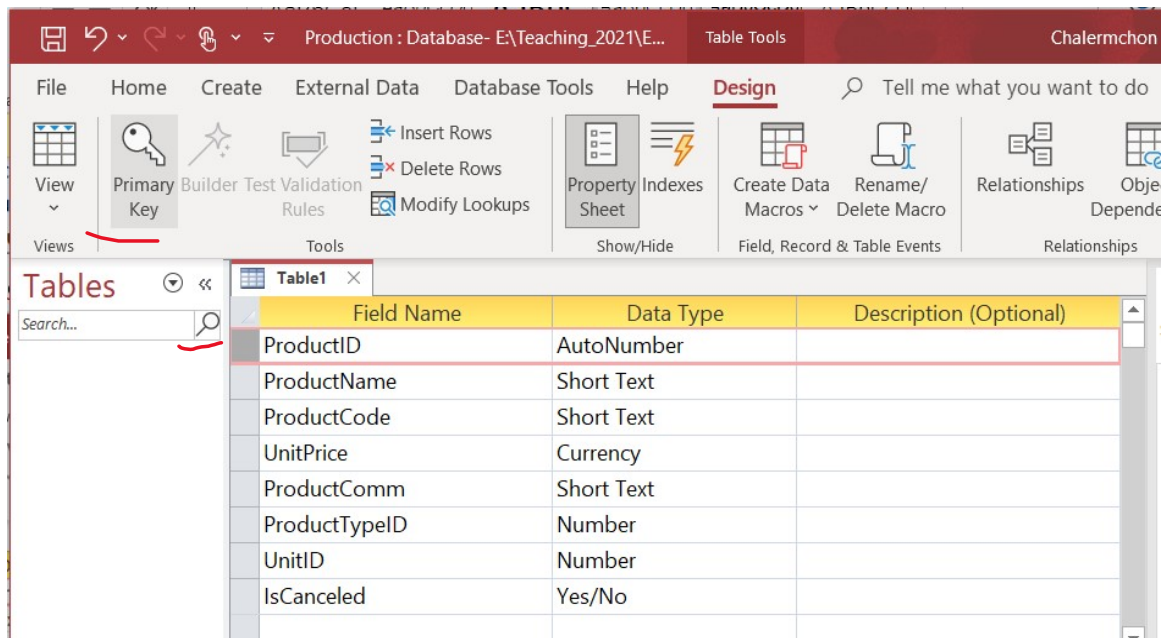 Production : Database- E:\Teaching_2021\E... Table Tools Chalermchon
File Home Create External Data Database Tools Help Design Tell me what you want to do
View
Primary Key
Builder
Test Validation Rules
Insert Rows
Delete Rows
Modify Lookups
Property Sheet
Indexes
Create Data Macros
Rename/ Delete Macro
Relationships
Views Tools Show/Hide Field, Record & Table Events Relationships
Tables
Search...
Table1
Field Name Data Type Description (Optional)
ProductID AutoNumber
ProductName Short Text
ProductCode Short Text
UnitPrice Currency
ProductComm Short Text
ProductTypeID Number
UnitID Number
IsCanceled Yes/No